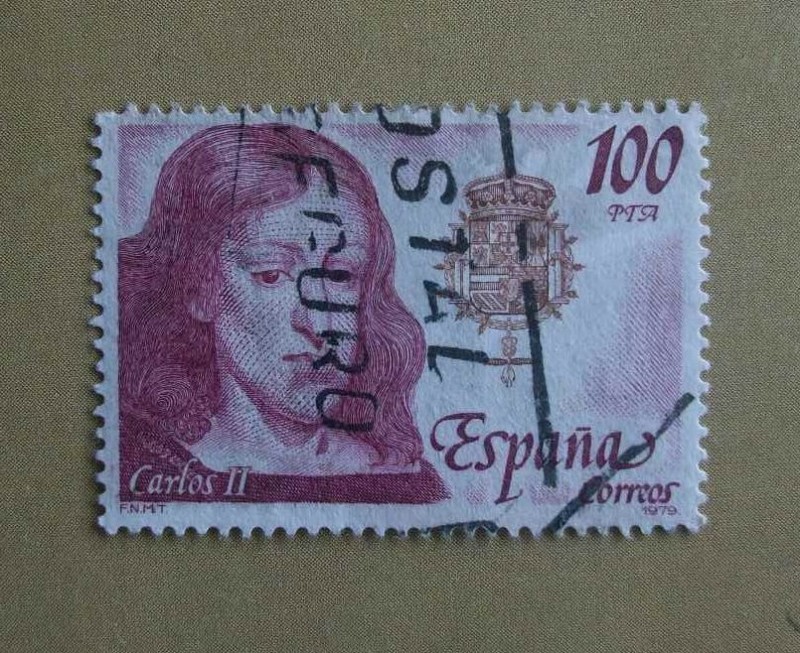 100
PTA
España
Carlos II
Correos
F.N.M.T.
1979